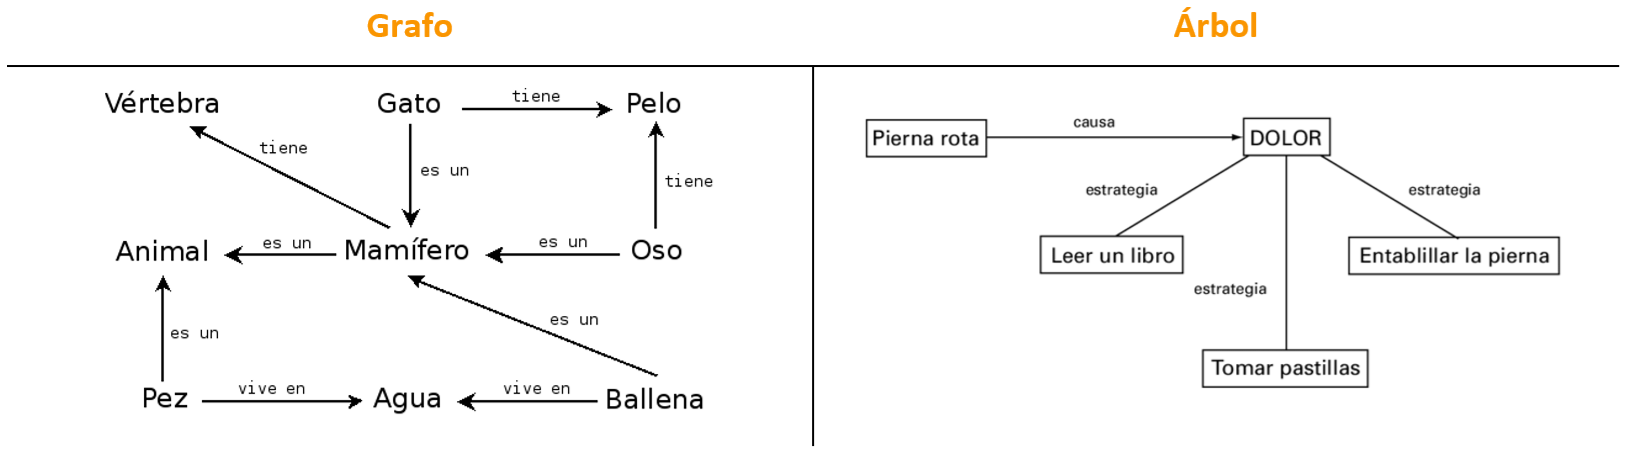 Grafo
Árbol
Vértebra
Gato
tiene
Pelo
tiene
es un
tiene
Animal
es un
Mamífero
es un
Oso
es un
es un
Pez
vive en
Agua
vive en
Ballena
Pierna rota
causa
DOLOR
estrategia
estrategia
Leer un libro
Entablillar la pierna
estrategia
Tomar pastillas